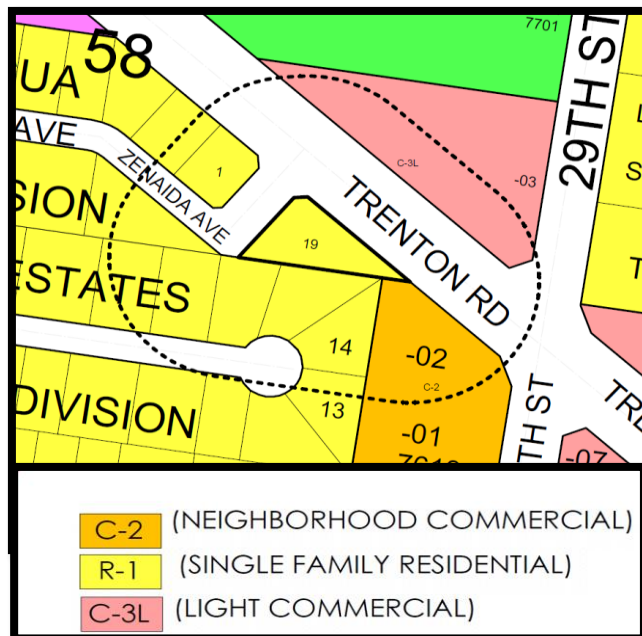 7701
58
UA
29TH ST
AVE
ZENAIDA AVE
1
C-3L
-03
SION
TRENTON RD
19
ESTATES
14
-02
C-2
13
DIVISION
-01
TH ST
TRE
-07
C-2 (NEIGHBORHOOD COMMERCIAL)
R-1 (SINGLE FAMILY RESIDENTIAL)
C-3L (LIGHT COMMERCIAL)